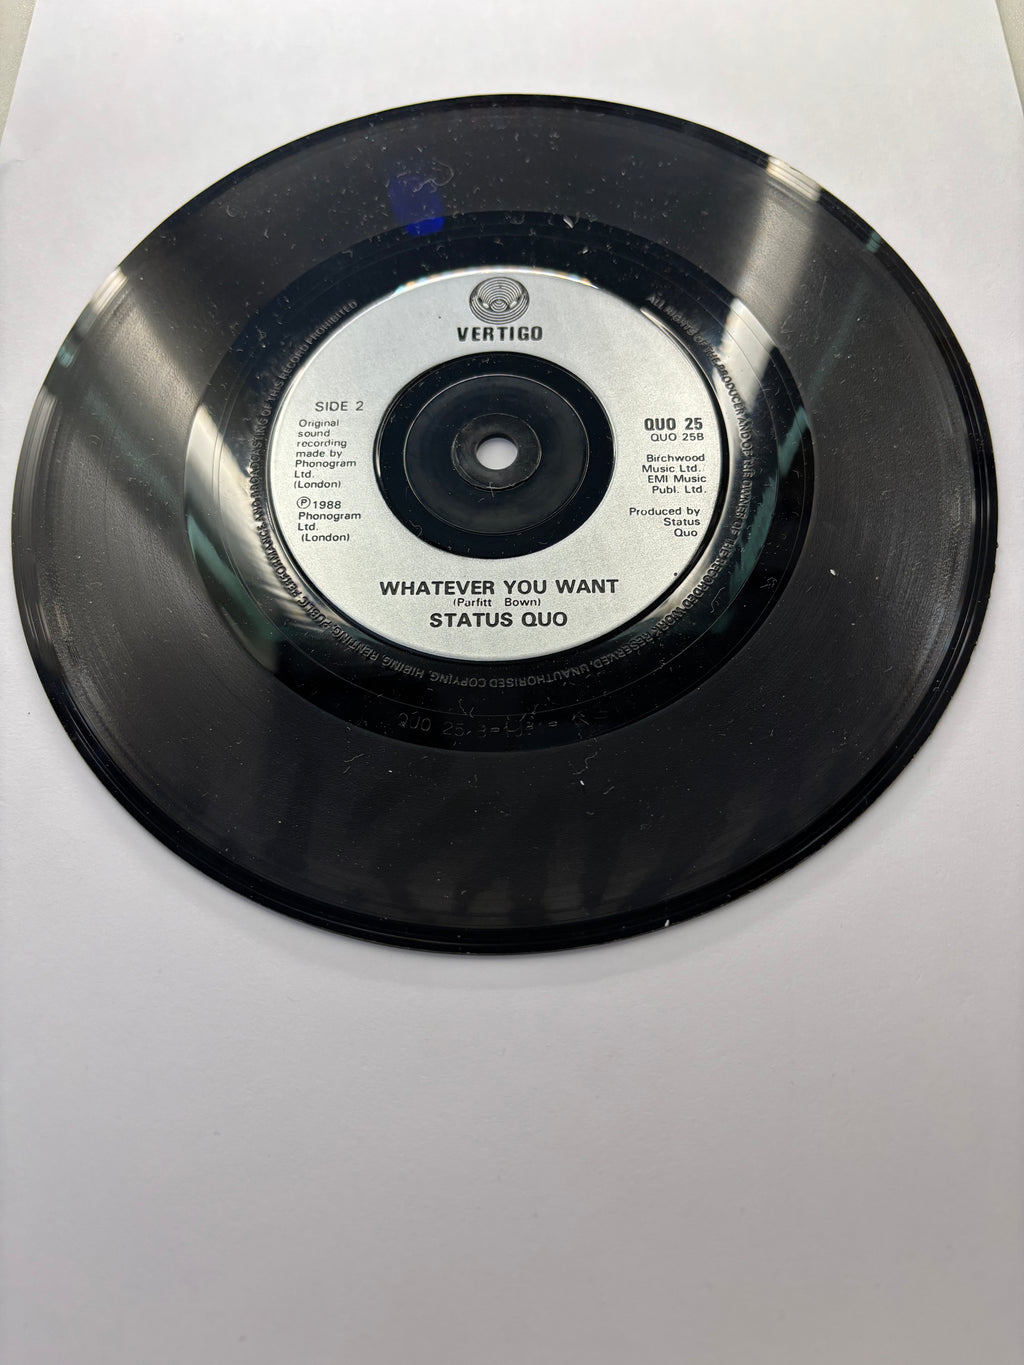 VERTIGO
SIDE 2
Original
sound
recording
made by
Phonogram
Ltd.
(London)
℗ 1988
Phonogram
Ltd.
(London)
QUO 25
QUO 25B
Birchwood
Music Ltd.
EMI Music
Publ. Ltd.
Produced by
Status
Quo
WHATEVER YOU WANT
(Parfitt Bown)
STATUS QUO
ALL RIGHTS OF THE PRODUCER AND OF THE OWNER OF THE RECORDED WORK RESERVED. UNAUTHORISED COPYING, HIRING, RENTING, PUBLIC PERFORMANCE AND BROADCASTING OF THIS RECORD PROHIBITED
QUO 25